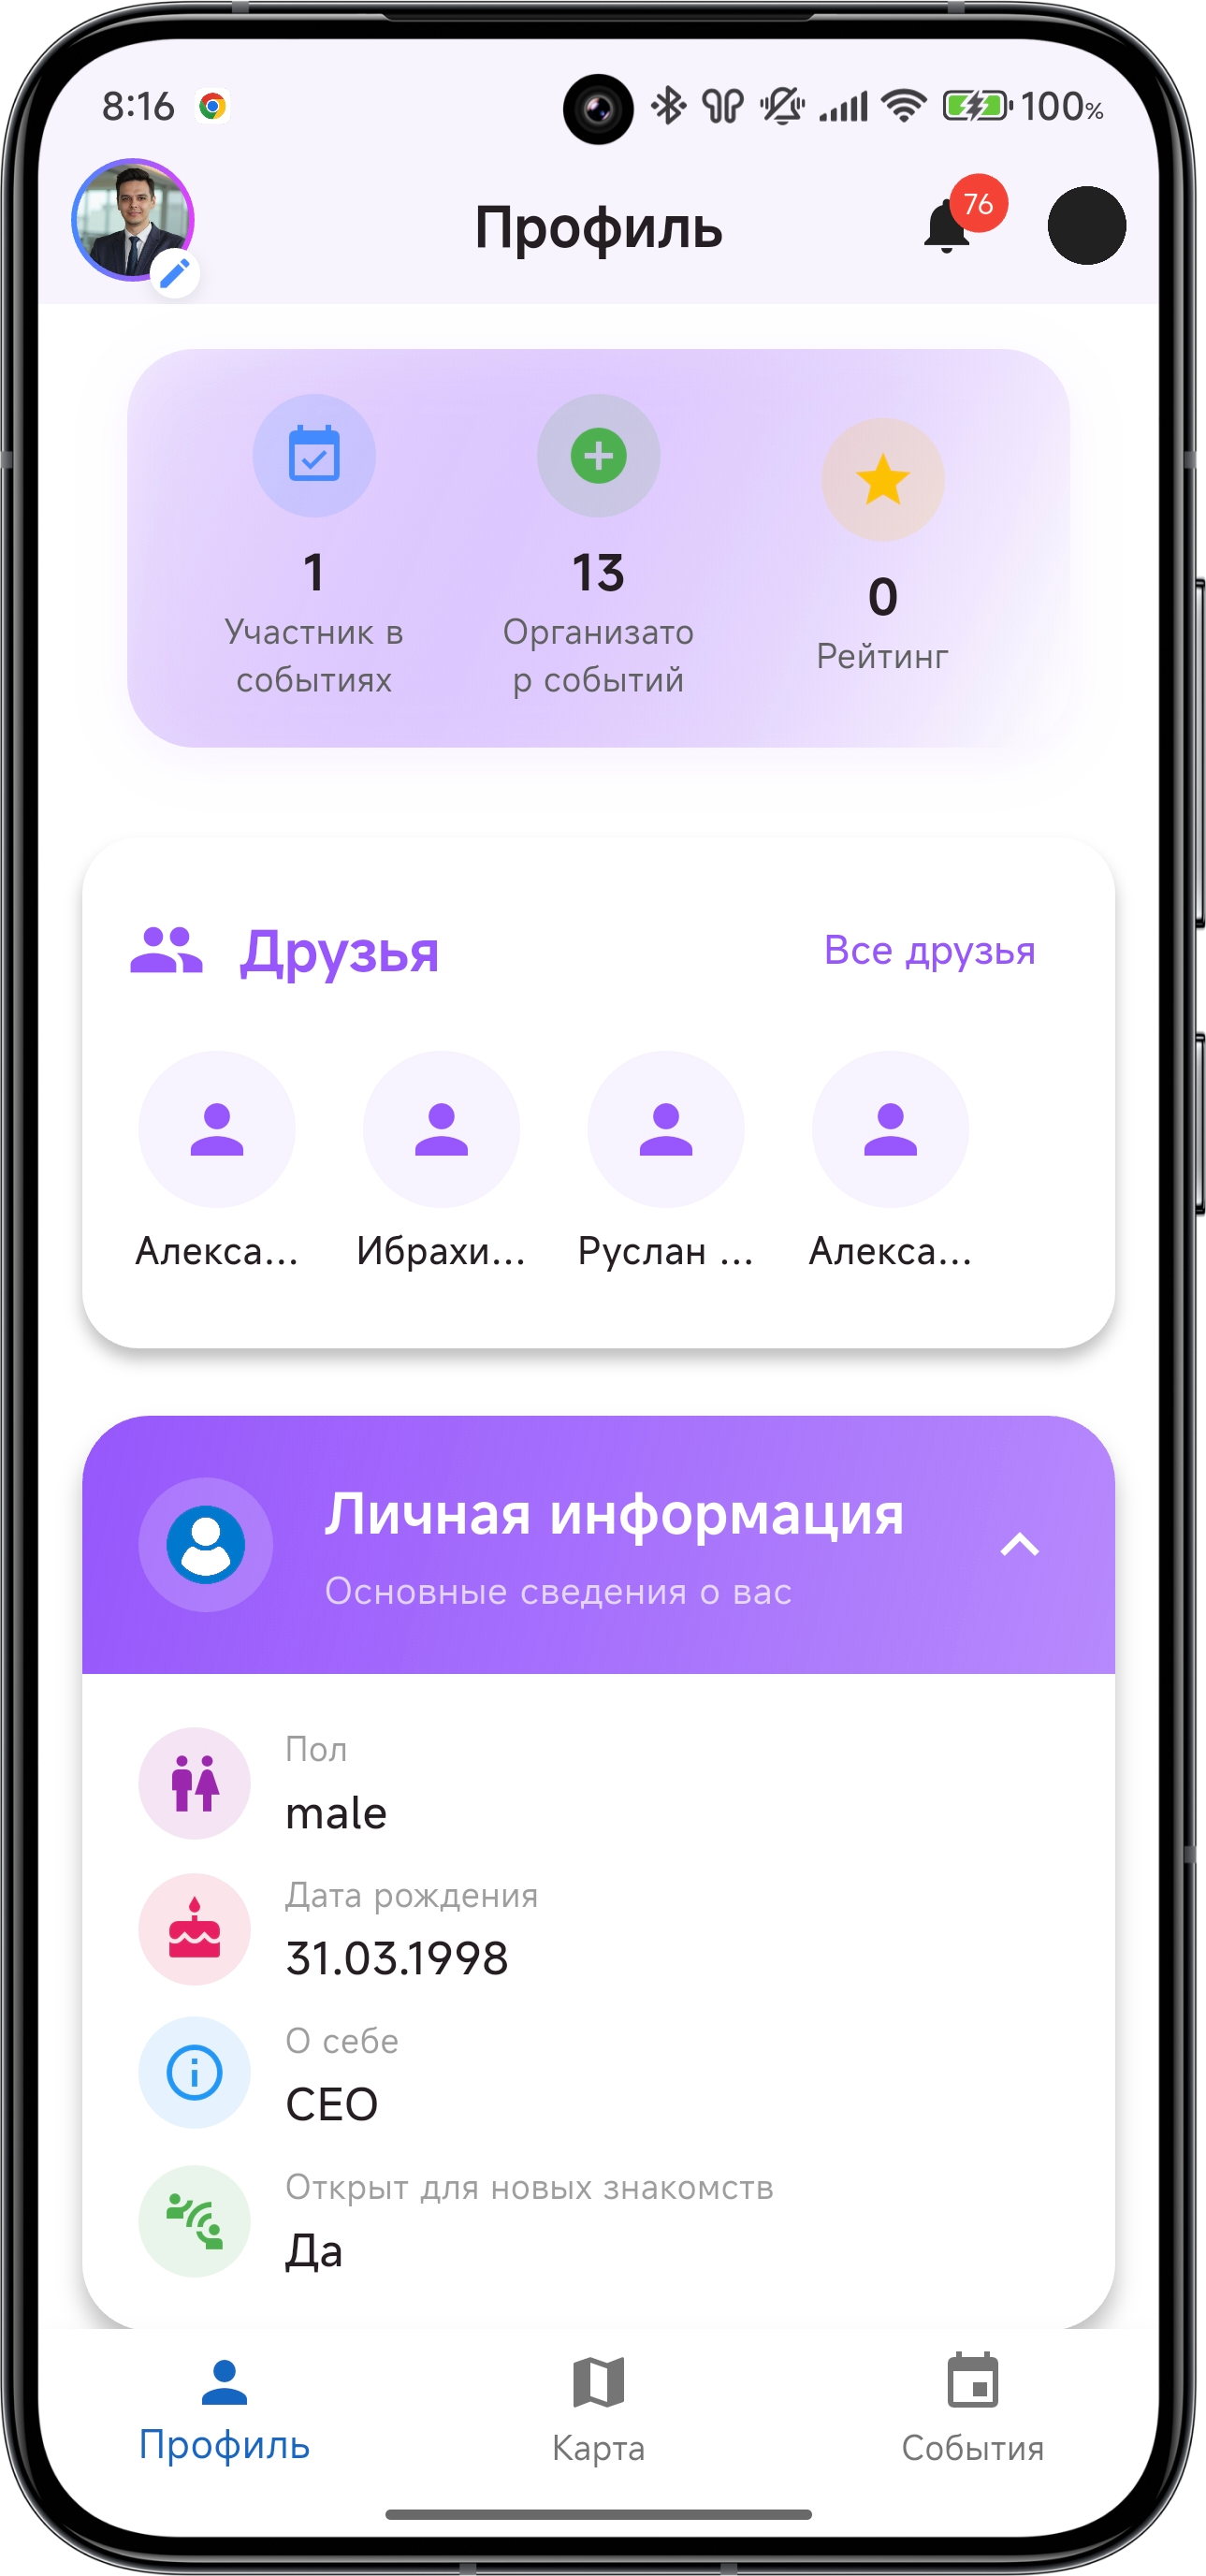 8:16
100%
Профиль
76
1
13
0
Участник в
событиях
Организато
р событий
Рейтинг
Друзья
Все друзья
Алекса...
Ибрахи...
Руслан ...
Алекса...
Личная информация
Основные сведения о вас
Пол
male
Дата рождения
31.03.1998
О себе
CEO
Открыт для новых знакомств
Да
Профиль
Карта
События